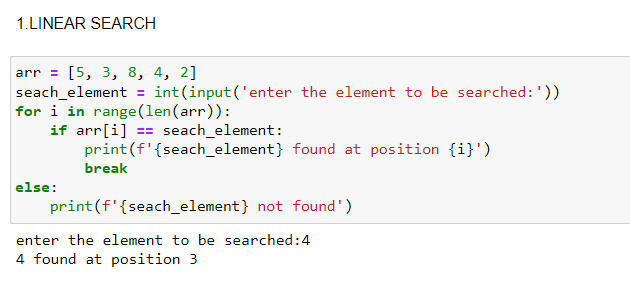 1.LINEAR SEARCH
arr = [5, 3, 8, 4, 2]
seach_element = int(input('enter the element to be searched:'))
for i in range(len(arr)):
    if arr[i] == seach_element:
        print(f'{seach_element} found at position {i}')
        break
else:
    print(f'{seach_element} not found')
enter the element to be searched:4
4 found at position 3